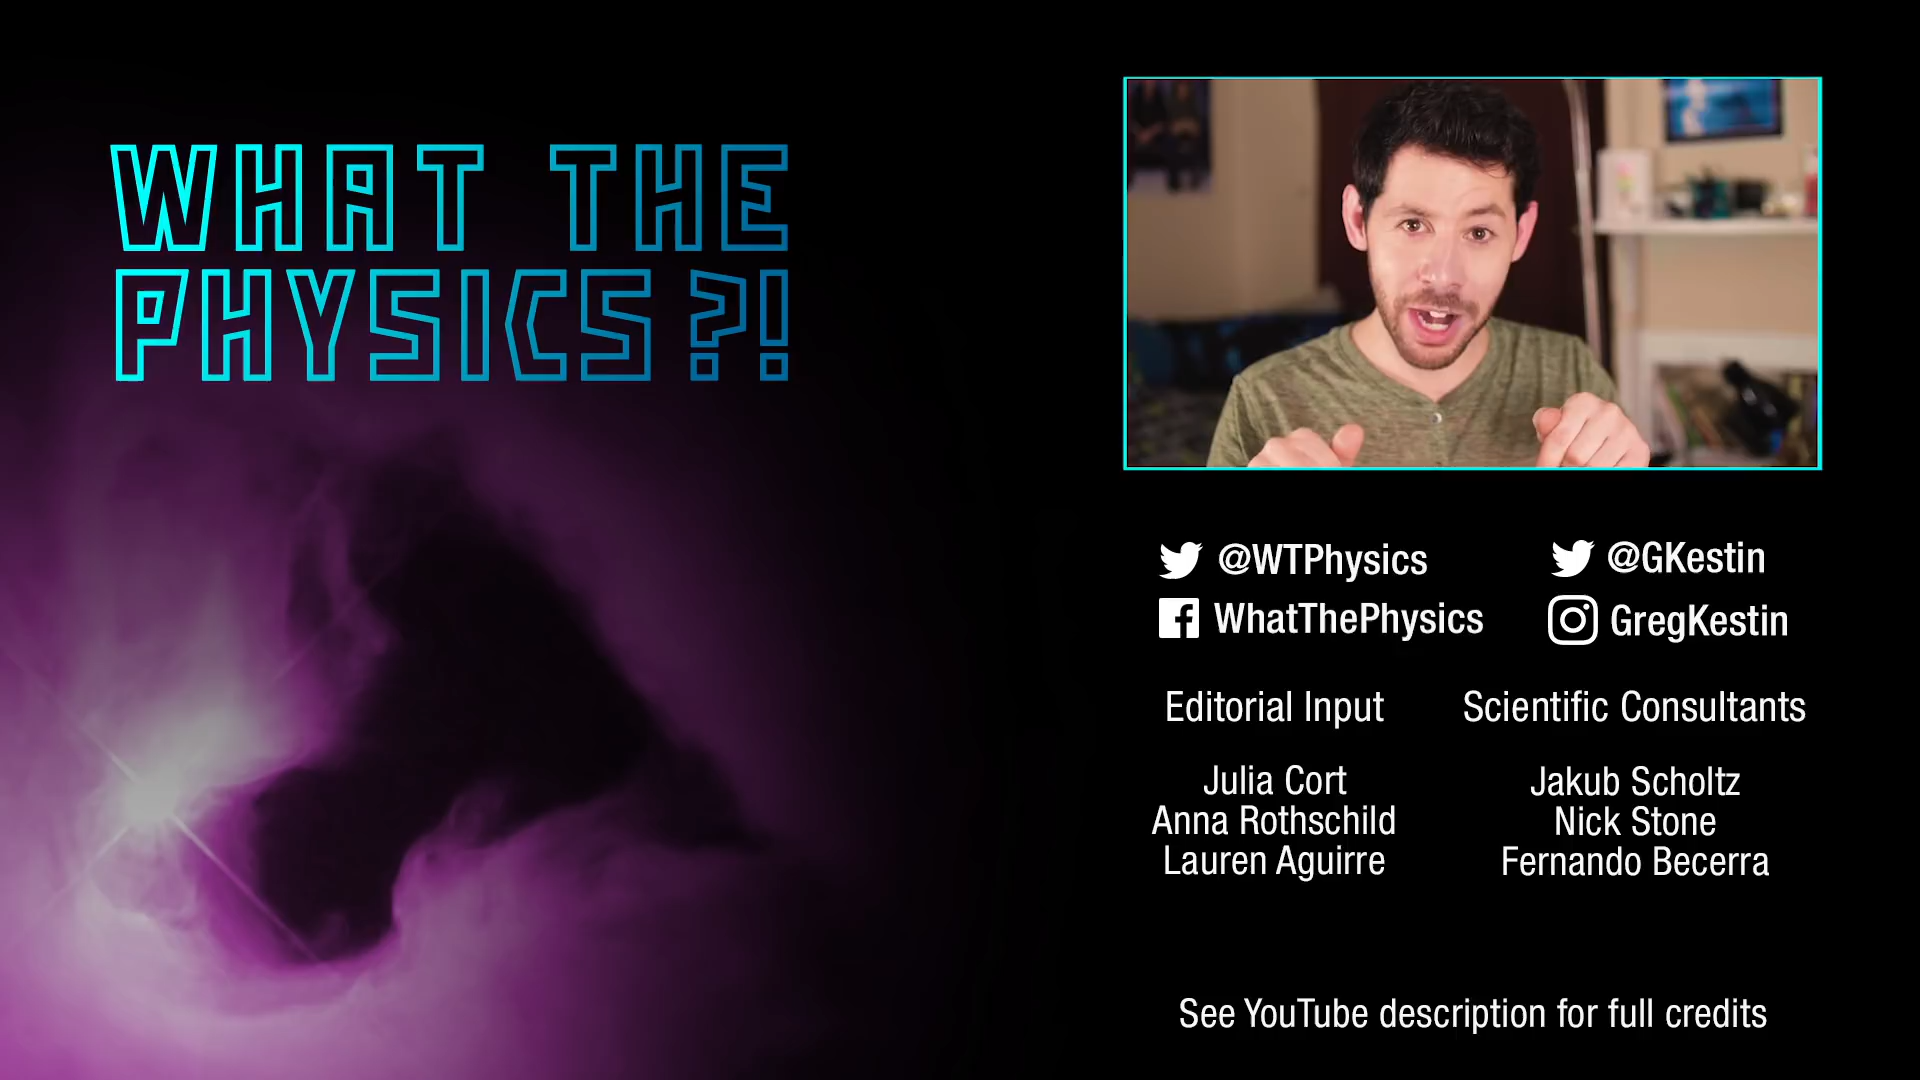 WHAT THE
PHYSICS?!
@WTPhysics
WhatThePhysics
@GKestin
GregKestin
Editorial Input
Julia Cort
Anna Rothschild
Lauren Aguirre
Scientific Consultants
Jakub Scholtz
Nick Stone
Fernando Becerra
See YouTube description for full credits